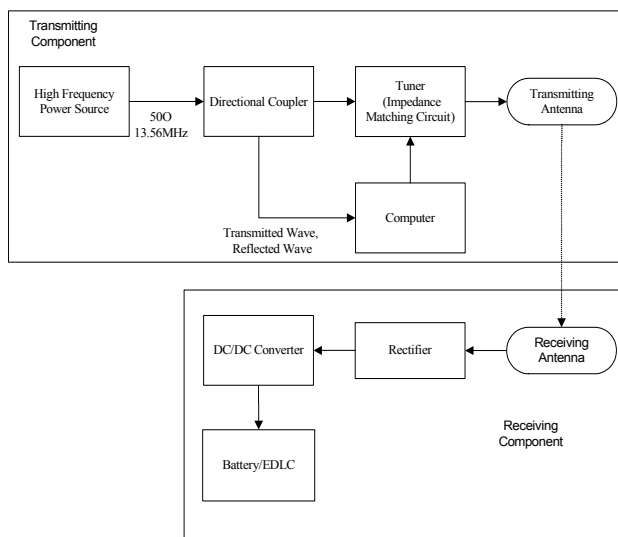 Transmitting
Component
High Frequency
Power Source
50O
13.56MHz
Directional Coupler
Tuner
(Impedance
Matching Circuit)
Transmitting
Antenna
Transmitted Wave,
Reflected Wave
Computer
DC/DC Converter
Rectifier
Receiving
Antenna
Battery/EDLC
Receiving
Component